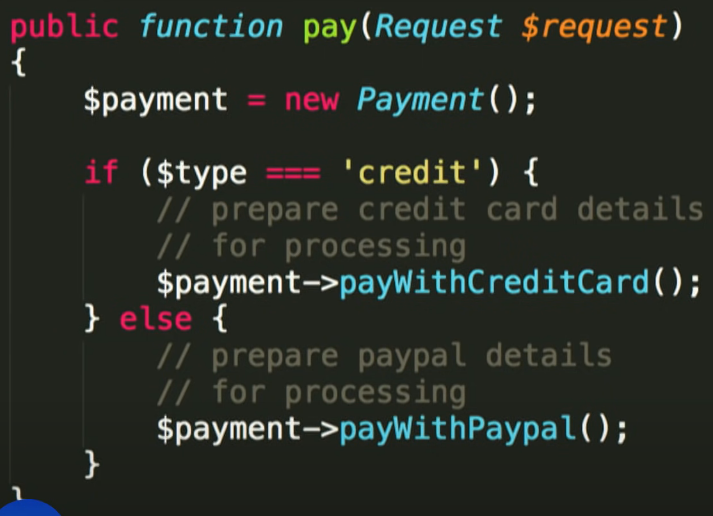 public function pay(Request $request)
{
    $payment = new Payment();

    if ($type === 'credit') {
        // prepare credit card details
        // for processing
        $payment->payWithCreditCard();
    } else {
        // prepare paypal details
        // for processing
        $payment->payWithPaypal();
    }
}